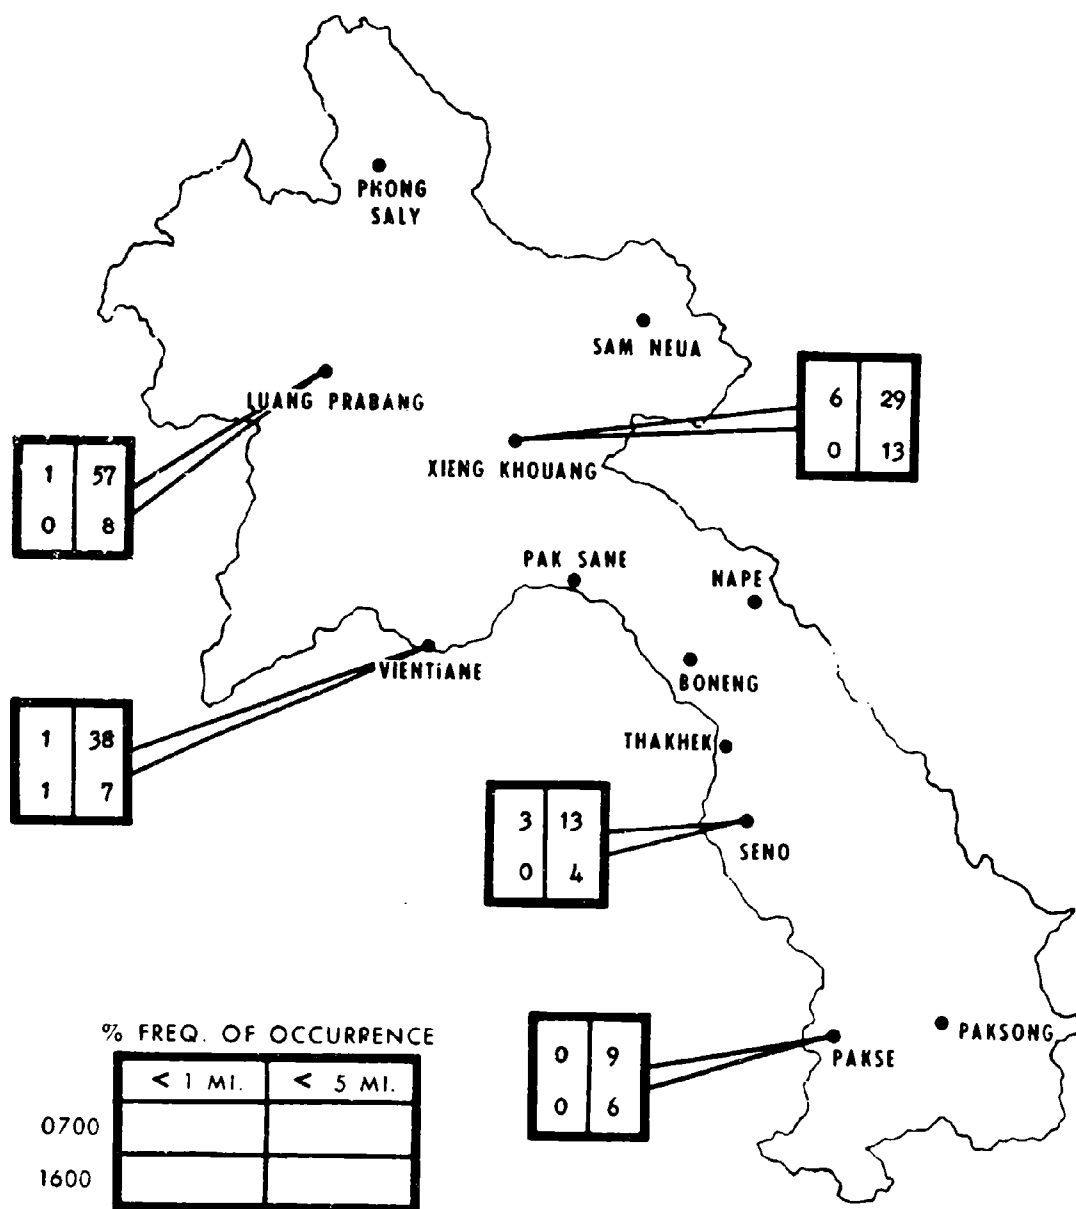 PHONG
SALY
SAM NEUA
LUANG PRABANG
6 29
0 13
XIENG KHOUANG
1 57
0 8
PAK SANE
NAPE
VIENTIANE
BONENG
1 38
1 7
THAKHEK
3 13
0 4
SENO
% FREQ. OF OCCURRENCE
< 1 MI. < 5 MI.
0700
1600
0 9
0 6
PAKSE
PAKSONG